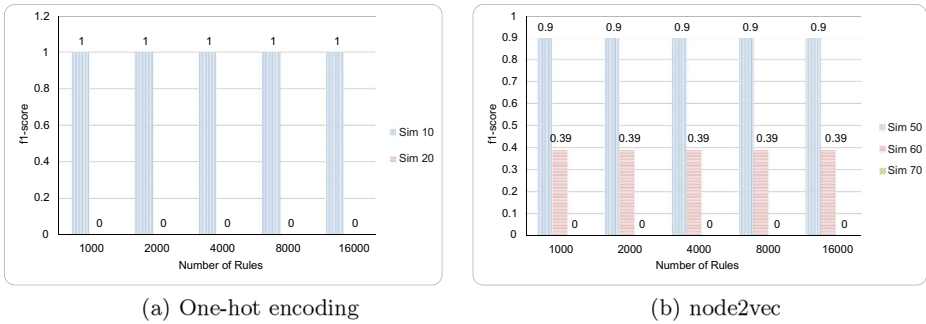 1.2
1
0.8
0.6
0.4
0.2
0
f1-score
1 1 1 1 1
0 0 0 0 0
1000 2000 4000 8000 16000
Number of Rules
Sim 10
Sim 20
(a) One-hot encoding
1
0.9
0.8
0.7
0.6
0.5
0.4
0.3
0.2
0.1
0
f1-score
0.9 0.9 0.9 0.9 0.9
0.39 0.39 0.39 0.39 0.39
0 0 0 0 0
1000 2000 4000 8000 16000
Number of Rules
Sim 50
Sim 60
Sim 70
(b) node2vec